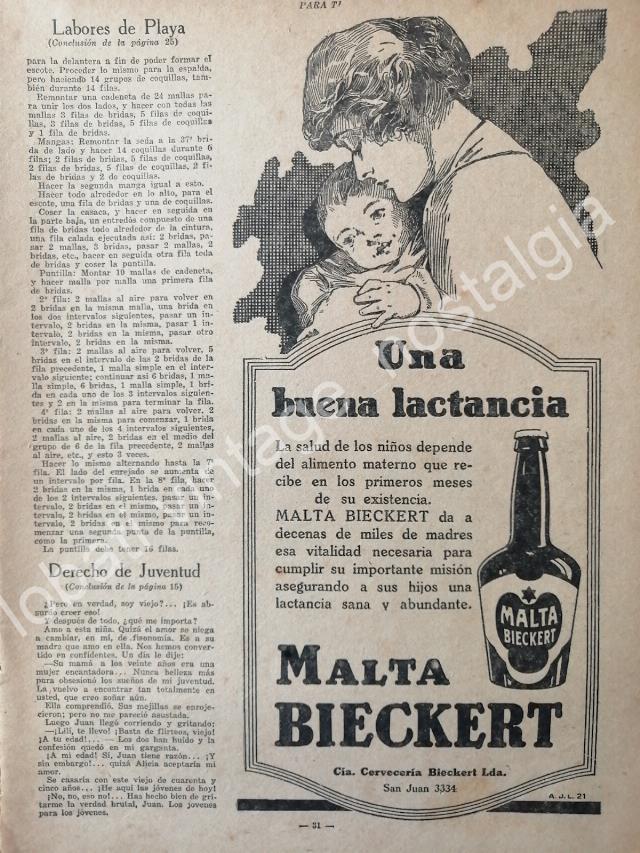 PARA TI
Labores de Playa
(Conclusión de la página 25)
para la delantera a fin de poder formar el
escote. Proceder lo mismo para la espalda,
pero haciendo 14 grupos de coquillas, tam-
bién durante 14 filas.
Remontar una cadeneta de 24 mallas pa-
ra unir los dos lados, y hacer con todas las
mallas 3 filas de bridas, 5 filas de coqui-
llas, 3 filas de bridas, 5 filas de coquillas
y 1 fila de bridas.
Mangas: Remontar la seda a la 37ª bri-
da de lado y hacer 14 coquillas durante 6
filas; 2 filas de bridas, 5 filas de coquillas,
2 filas de bridas, 5 filas de coquillas, 2 fi-
las de bridas y 2 de coquillas.
Hacer la segunda manga igual a esto.
Hacer todo alrededor en lo alto, para el
escote, una fila de bridas y una de coquillas.
Coser la casaca, y hacer en seguida en
la parte baja, un entredós compuesto de una
fila de bridas todo alrededor de la cintura,
una fila calada ejecutada así: 2 bridas, pa-
sar 2 mallas, 3 bridas, pasar 2 mallas, 2
bridas, etc., hacer en seguida otra fila toda
de bridas y coser la puntilla.
Puntilla: Montar 10 mallas de cadeneta,
y hacer malla por malla una primera fila
de bridas.
2ª fila: 2 mallas al aire para volver en
2 bridas en la misma malla, una brida en
los dos intervalos siguientes, pasar un in-
tervalo, 2 bridas en la misma, pasar 1 in-
tervalo, 2 bridas en la misma, pasar otro
intervalo, 2 bridas en la misma.
3ª fila: 2 mallas al aire para volver, 5
bridas en el intervalo de las 2 bridas de la
fila precedente, 1 malla simple en el inter-
valo siguiente; continuar así 6 bridas, 1 ma-
lla simple, 6 bridas, 1 malla simple, 1 bri-
da en cada uno de los 3 intervalos siguien-
tes y 2 en la misma para terminar la fila.
4ª fila: 2 mallas al aire para volver. 2
bridas en la misma para comenzar, 1 brida
en cada uno de los 4 intervalos siguientes,
2 mallas al aire, 2 bridas en el medio del
grupo de 6 de la fila precedente, 2 mallas
al aire, etc., y esto 3 veces.
Hacer lo mismo alternando hasta la 7ª
fila. El lado del enrejado se aumenta de
un intervalo por fila. En la 8ª fila, hacer
2 bridas en la misma, 1 brida en cada uno
de los 2 intervalos siguientes, pasar un in-
tervalo, 2 bridas en el mismo, pasar un in-
tervalo, 2 bridas en el mismo, pasar un in-
tervalo, 2 bridas en el mismo para reco-
menzar una segunda punta de la puntilla,
como la primera.
La puntilla debe tener 16 filas.
Derecho de Juventud
(Conclusión de la página 15)
¿Pero en verdad, soy viejo?... ¡Es ab-
surdo creer eso!
Y después de todo, ¿qué me importa?
Amo a esta niña. Quizá el amor se niega
a cambiar, en mí, de fisonomía. Es a su
madre que amo en ella. Nos hemos conver-
tido en confidentes. Un día le dije:
—Su mamá a los veinte años era una
mujer encantadora... Nunca belleza más
pura obsesionó los sueños de mi juventud.
La vuelvo a encontrar tan totalmente en
usted, que creo soñar aún.
Ella comprendió. Sus mejillas se enroje-
cieron; pero no me pareció asustada.
Luego Juan llegó corriendo y gritando:
—¡Lilí, te llevo! ¡Basta de flirteos, viejo!
¡A tu edad!... — Los dos han huído y la
confesión quedó en mi garganta.
¡A mi edad! Sí, Juan tiene razón... ¡Y
sin embargo!... quizá Alicia aceptaría mi
amor.
Se casaría con este viejo de cuarenta y
cinco años... ¡He aquí las jóvenes de hoy!
¡No, no, eso no!... Has hecho bien de gri-
tarme la verdad brutal, Juan. Los jóvenes
para los jóvenes.
Una
buena lactancia
La salud de los niños depende
del alimento materno que re-
cibe en los primeros meses
de su existencia.
MALTA BIECKERT da a
decenas de miles de madres
esa vitalidad necesaria para
cumplir su importante misión
asegurando a sus hijos una
lactancia sana y abundante.
MALTA
BIECKERT
MALTA
BIECKERT
Cía. Cervecería Bieckert Lda.
San Juan 3334
A.J.L. 21
— 31 —
vintage nostalgia